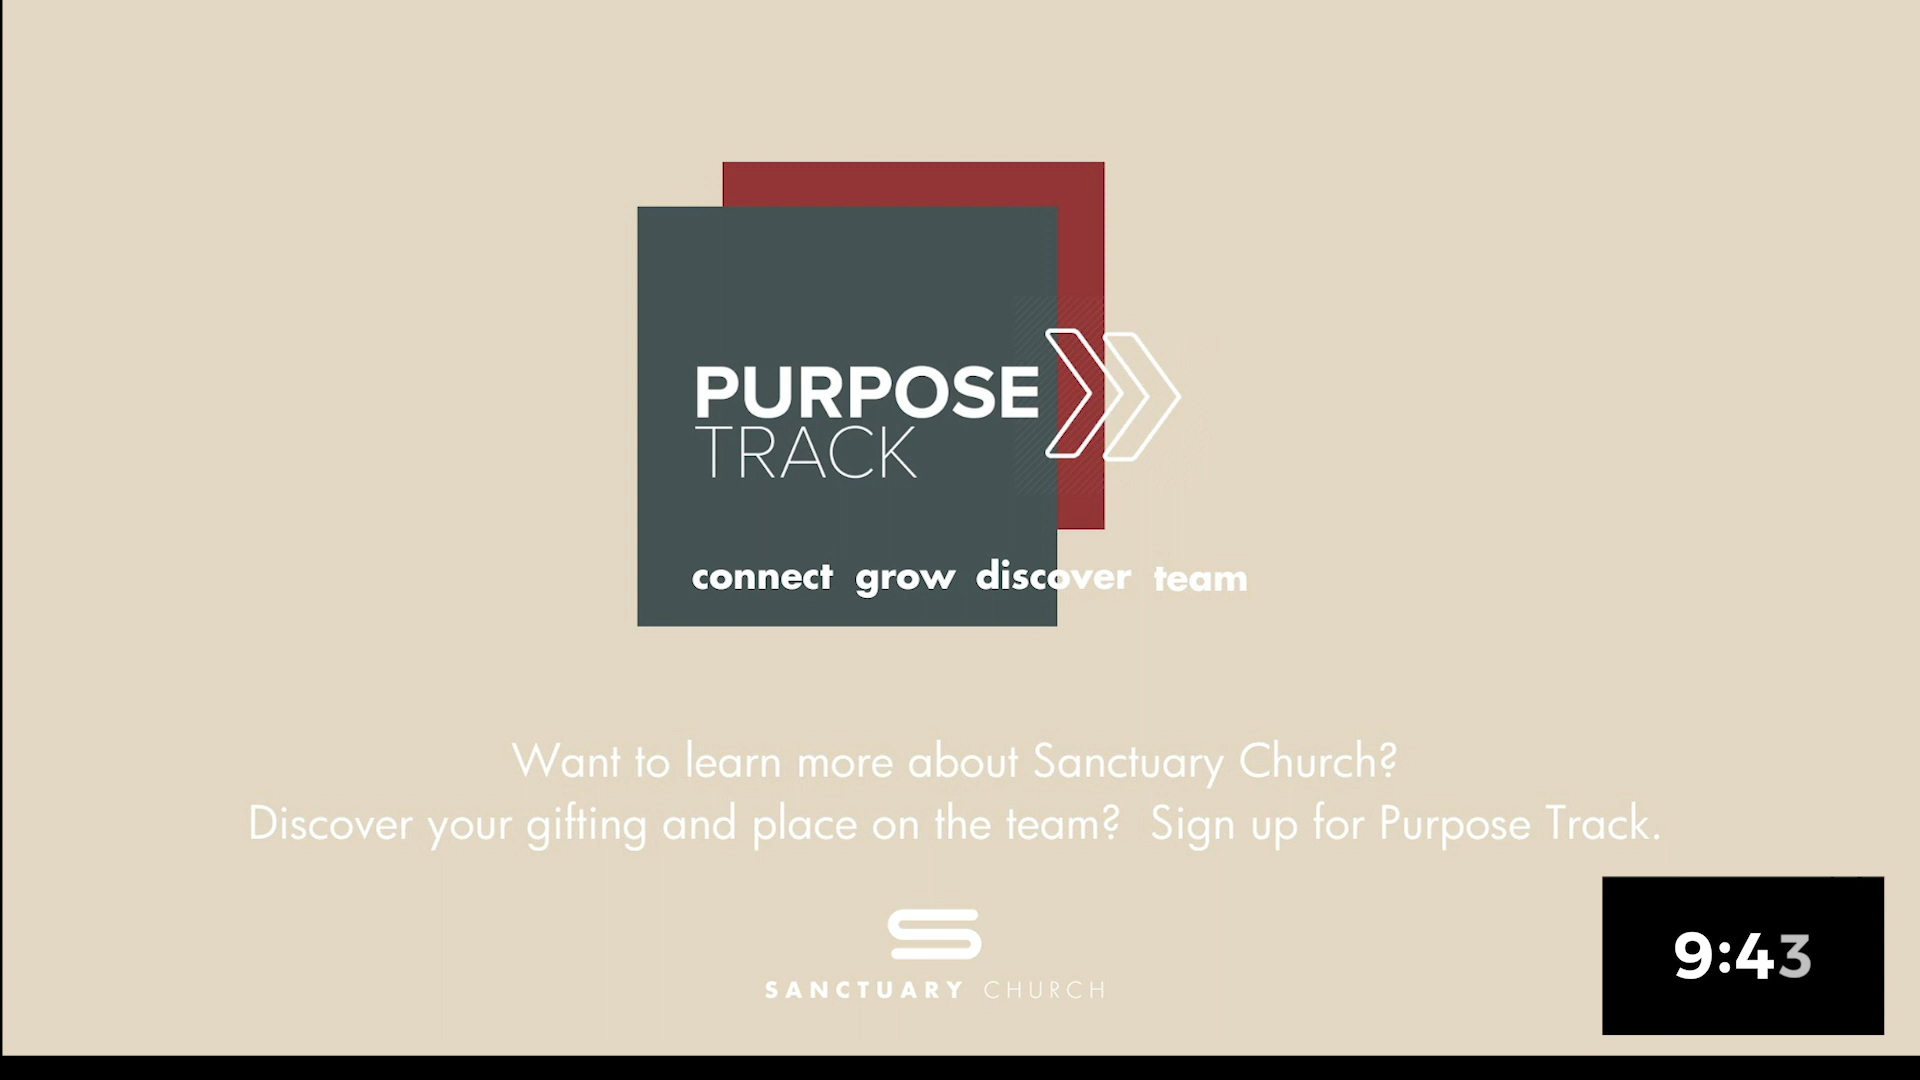 PURPOSE
TRACK
connect grow discover team
Want to learn more about Sanctuary Church?
Discover your gifting and place on the team? Sign up for Purpose Track.
SANCTUARY CHURCH
9:43